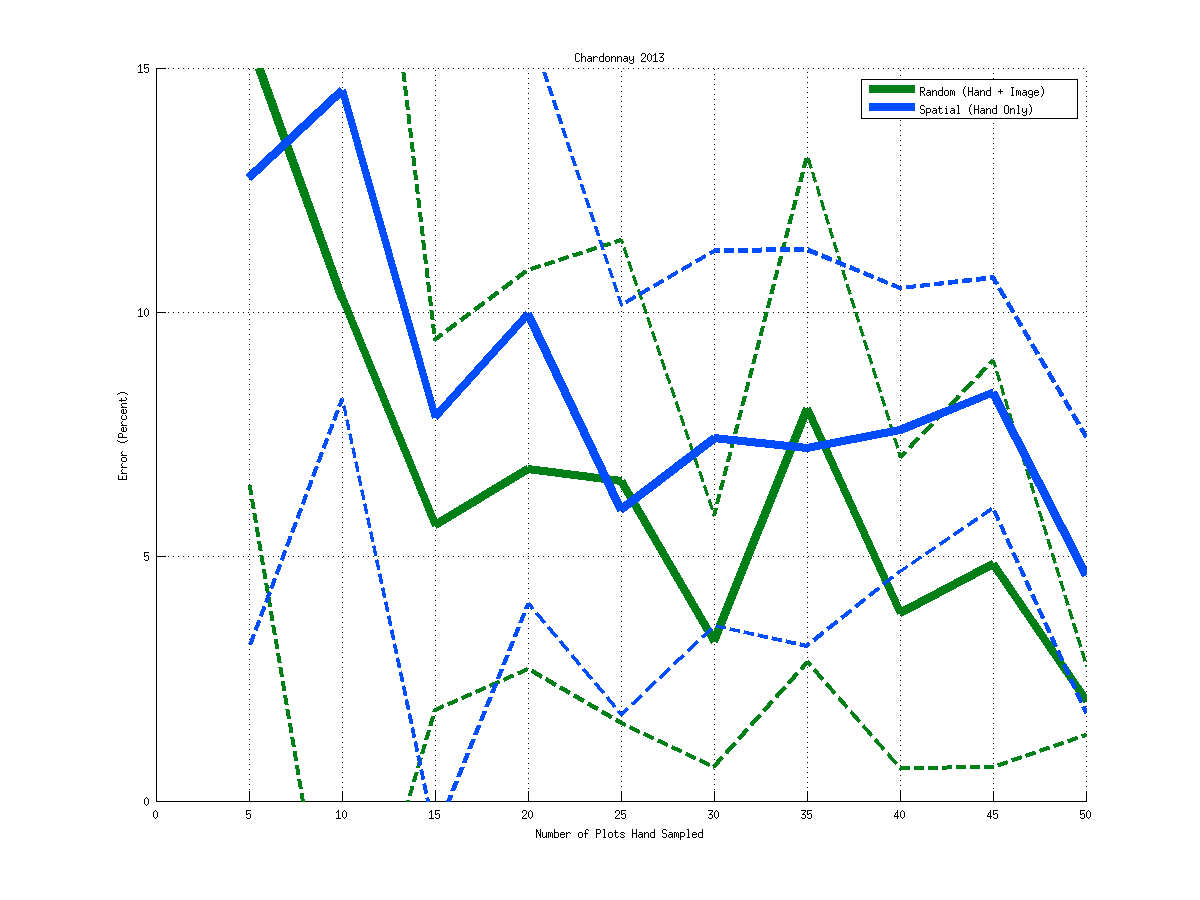 Chardonnay 2013
15
Random (Hand + Image)
Spatial (Hand Only)
10
Error (Percent)
5
0
0 5 10 15 20 25 30 35 40 45 50
Number of Plots Hand Sampled